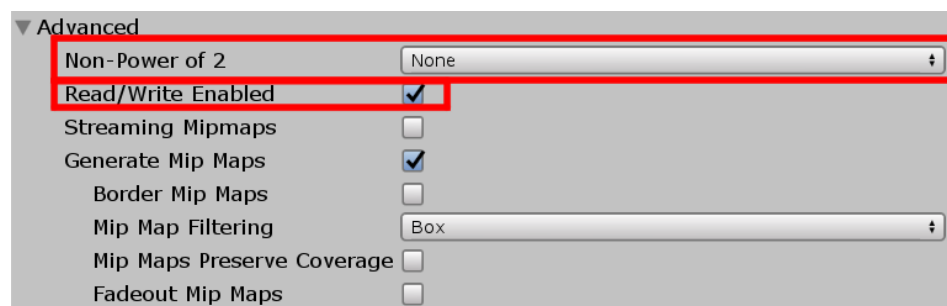 Advanced
Non-Power of 2 None
Read/Write Enabled
Streaming Mipmaps
Generate Mip Maps
Border Mip Maps
Mip Map Filtering Box
Mip Maps Preserve Coverage
Fadeout Mip Maps